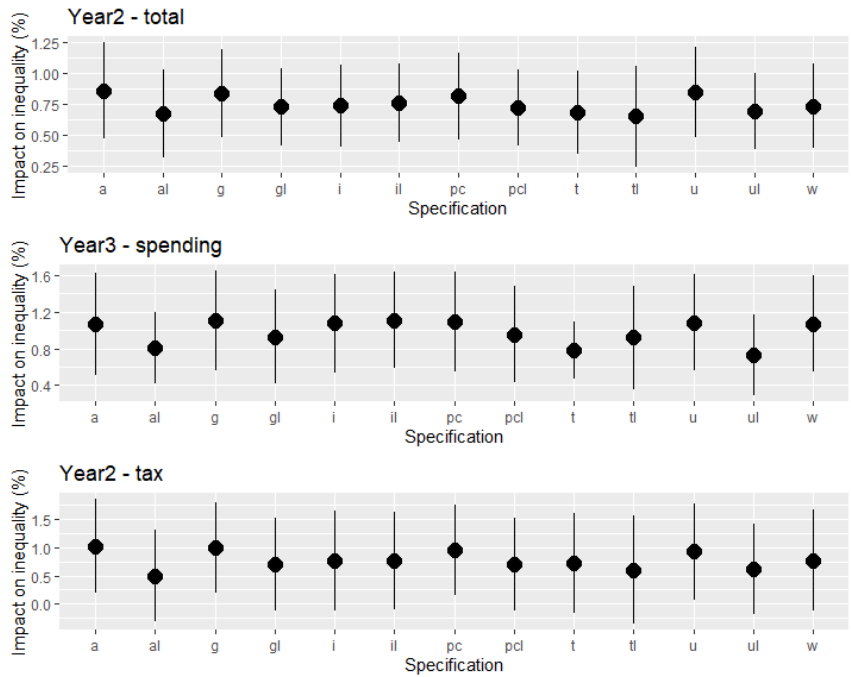 Year2 - total
Impact on inequality (%)
1.25
1.00
0.75
0.50
0.25
a al g gl i il pc pcl t tl u ul w
Specification
Year3 - spending
Impact on inequality (%)
1.6
1.2
0.8
0.4
a al g gl i il pc pcl t tl u ul w
Specification
Year2 - tax
Impact on inequality (%)
1.5
1.0
0.5
0.0
a al g gl i il pc pcl t tl u ul w
Specification